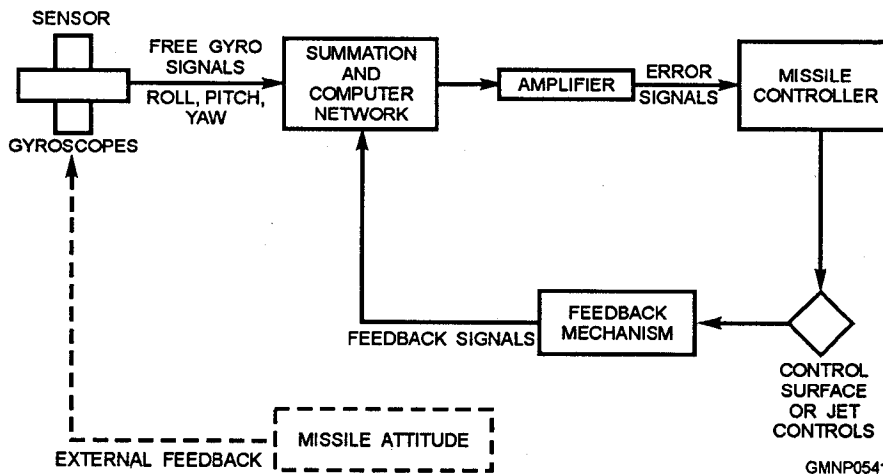 SENSOR
FREE GYRO
SIGNALS
ROLL, PITCH,
YAW
GYROSCOPES
SUMMATION
AND
COMPUTER
NETWORK
AMPLIFIER
ERROR
SIGNALS
MISSILE
CONTROLLER
FEEDBACK SIGNALS
FEEDBACK
MECHANISM
CONTROL
SURFACE
OR JET
CONTROLS
EXTERNAL FEEDBACK
MISSILE ATTITUDE
GMNP0541